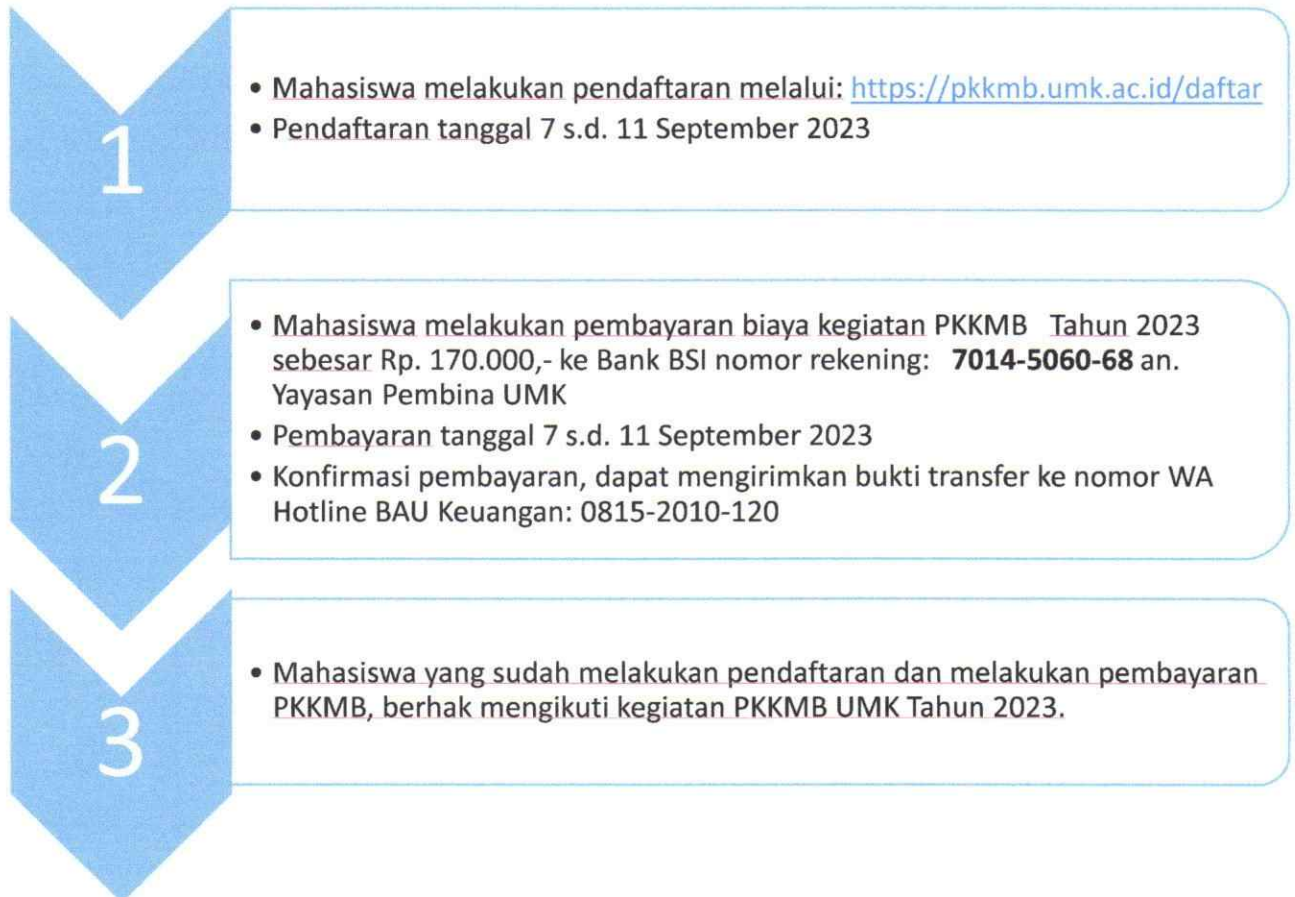 1
• Mahasiswa melakukan pendaftaran melalui: https://pkkmb.umk.ac.id/daftar
• Pendaftaran tanggal 7 s.d. 11 September 2023
2
• Mahasiswa melakukan pembayaran biaya kegiatan PKKMB Tahun 2023
sebesar Rp. 170.000,- ke Bank BSI nomor rekening: 7014-5060-68 an.
Yayasan Pembina UMK
• Pembayaran tanggal 7 s.d. 11 September 2023
• Konfirmasi pembayaran, dapat mengirimkan bukti transfer ke nomor WA
Hotline BAU Keuangan: 0815-2010-120
3
• Mahasiswa yang sudah melakukan pendaftaran dan melakukan pembayaran
PKKMB, berhak mengikuti kegiatan PKKMB UMK Tahun 2023.